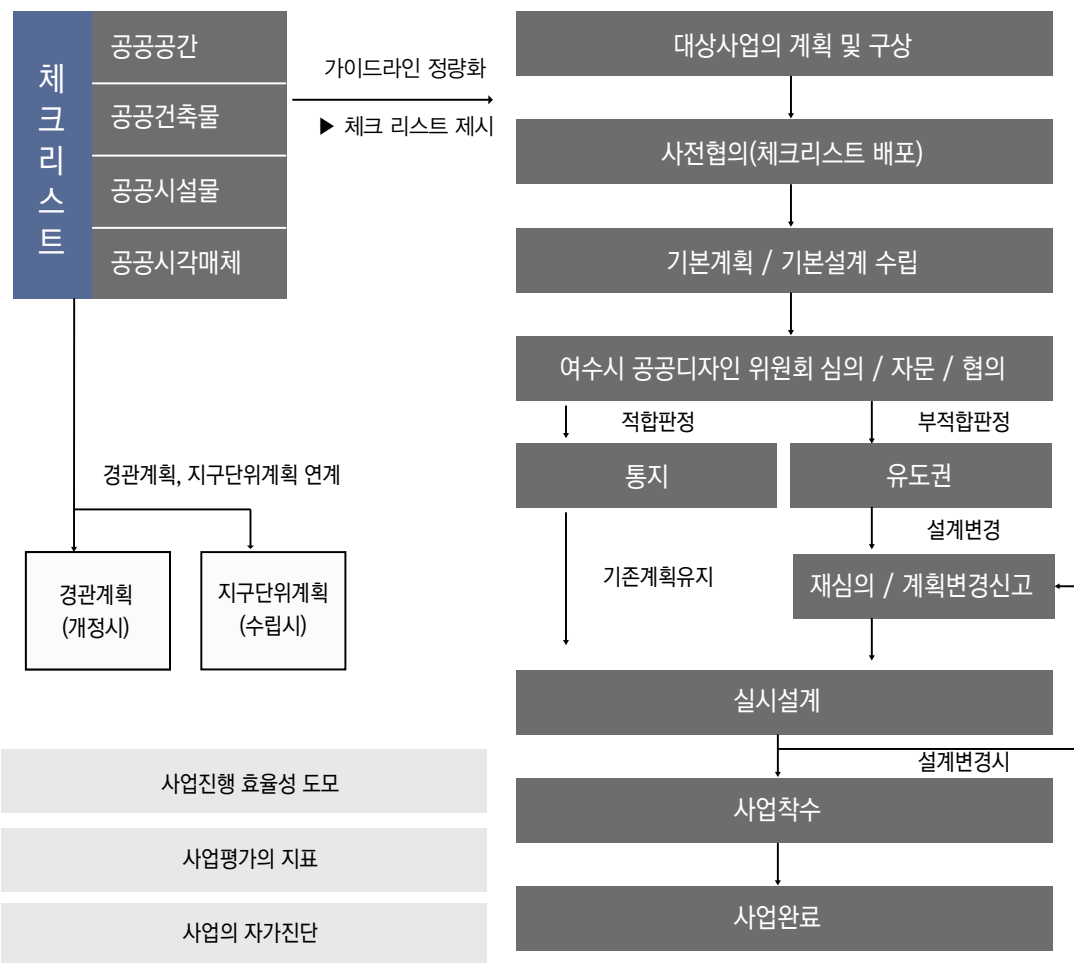 체크리스트
공공공간
공공건축물
공공시설물
공공시각매체
가이드라인 정량화
▶ 체크 리스트 제시
경관계획, 지구단위계획 연계
경관계획
(개정시)
지구단위계획
(수립시)
사업진행 효율성 도모
사업평가의 지표
사업의 자가진단
대상사업의 계획 및 구상
사전협의(체크리스트 배포)
기본계획 / 기본설계 수립
여수시 공공디자인 위원회 심의 / 자문 / 협의
적합판정
부적합판정
통지
유도권
설계변경
기존계획유지
재심의 / 계획변경신고
실시설계
설계변경시
사업착수
사업완료